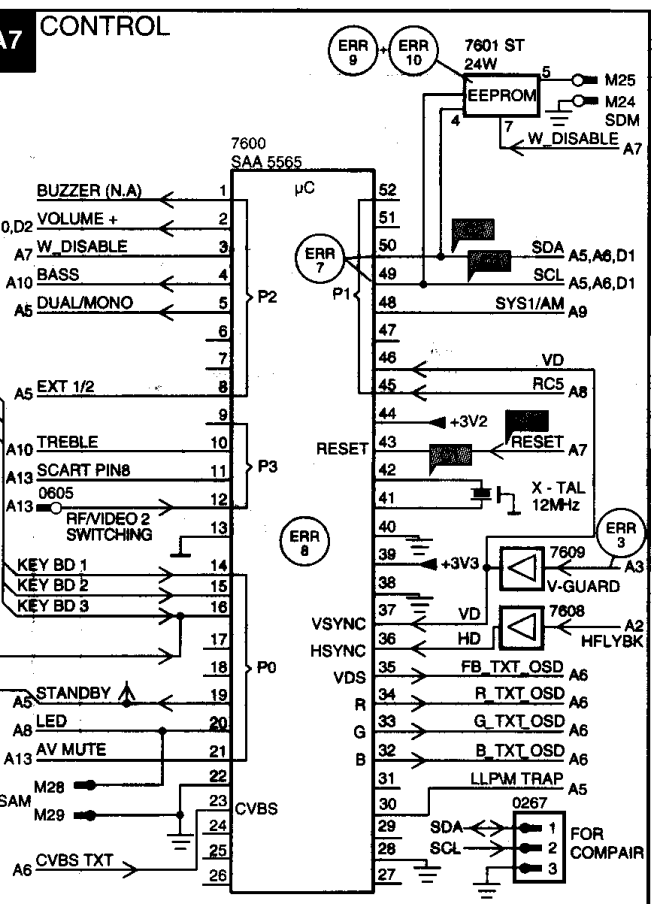 A7 CONTROL
ERR 9 + ERR 10
7601 ST
24W
EEPROM
5
M25
M24
SDM
4
7
W_DISABLE A7
7600
SAA 5565
µC
BUZZER (N.A) 1
0,D2 VOLUME + 2
A7 W_DISABLE 3
A10 BASS 4
A5 DUAL/MONO 5
P2
6
7
A5 EXT 1/2 8
9
A10 TREBLE 10
A13 SCART PIN8 11
P3
A13 0605 12
RF/VIDEO 2
SWITCHING
13
KEY BD 1 14
KEY BD 2 15
KEY BD 3 16
17
18
P0
A5 STANDBY 19
A8 LED 20
A13 AV MUTE 21
M28 22
SAM
M29
23 CVBS
24
25
A6 CVBS TXT
26
ERR 7
ERR 8
P1
52
51
50 SDA A5,A6,D1
49 SCL A5,A6,D1
48 SYS1/AM A9
47
46 VD
45 RC5 A8
44 +3V2
RESET 43 RESET A7
42
41
X - TAL
12MHz
40
39 +3V3
38
ERR 3
7609
A3
V-GUARD
VSYNC 37 VD
7608
A2
HFLYBK
HSYNC 36 HD
VDS 35 FB_TXT_OSD A6
R 34 R_TXT_OSD A6
G 33 G_TXT_OSD A6
B 32 B_TXT_OSD A6
31
30 LLP\M TRAP A5
29
28
27
0267
SDA 1
SCL 2
3
FOR
COMPAIR